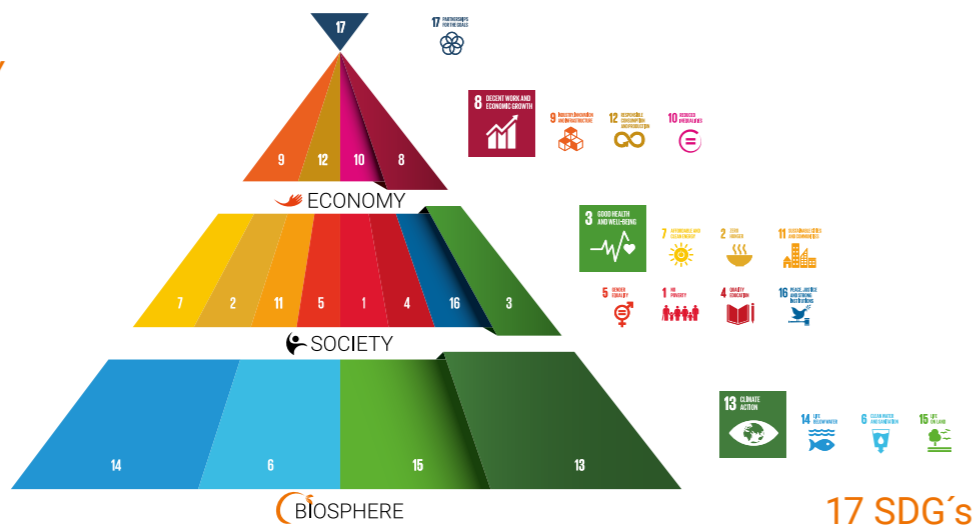 17
17 PARTNERSHIPS
FOR THE GOALS
8 DECENT WORK AND
ECONOMIC GROWTH
9 INDUSTRY, INNOVATION
AND INFRASTRUCTURE
12 RESPONSIBLE
CONSUMPTION
AND PRODUCTION
10 REDUCED
INEQUALITIES
9
12
10
8
ECONOMY
3 GOOD HEALTH
AND WELL-BEING
7 AFFORDABLE AND
CLEAN ENERGY
2 ZERO
HUNGER
11 SUSTAINABLE CITIES
AND COMMUNITIES
5 GENDER
EQUALITY
1 NO
POVERTY
4 QUALITY
EDUCATION
16 PEACE, JUSTICE
AND STRONG
INSTITUTIONS
7
2
11
5
1
4
16
3
SOCIETY
13 CLIMATE
ACTION
14 LIFE
BELOW WATER
6 CLEAN WATER
AND SANITATION
15 LIFE
ON LAND
14
6
15
13
BIOSPHERE
17 SDG´s